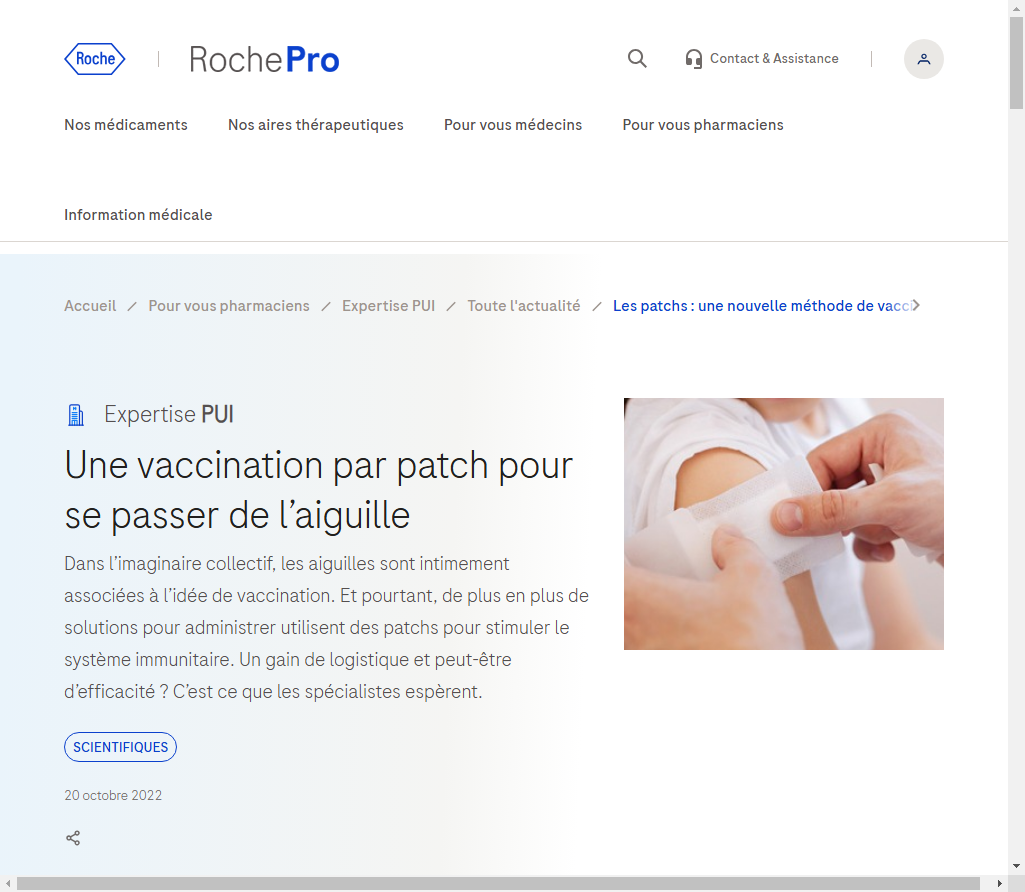 Roche
RochePro
Contact & Assistance
Nos médicaments
Nos aires thérapeutiques
Pour vous médecins
Pour vous pharmaciens
Information médicale
Accueil / Pour vous pharmaciens / Expertise PUI / Toute l'actualité / Les patchs : une nouvelle méthode de vacci
Expertise PUI
Une vaccination par patch pour
se passer de l’aiguille
Dans l’imaginaire collectif, les aiguilles sont intimement
associées à l’idée de vaccination. Et pourtant, de plus en plus de
solutions pour administrer utilisent des patchs pour stimuler le
système immunitaire. Un gain de logistique et peut-être
d’efficacité ? C’est ce que les spécialistes espèrent.
SCIENTIFIQUES
20 octobre 2022